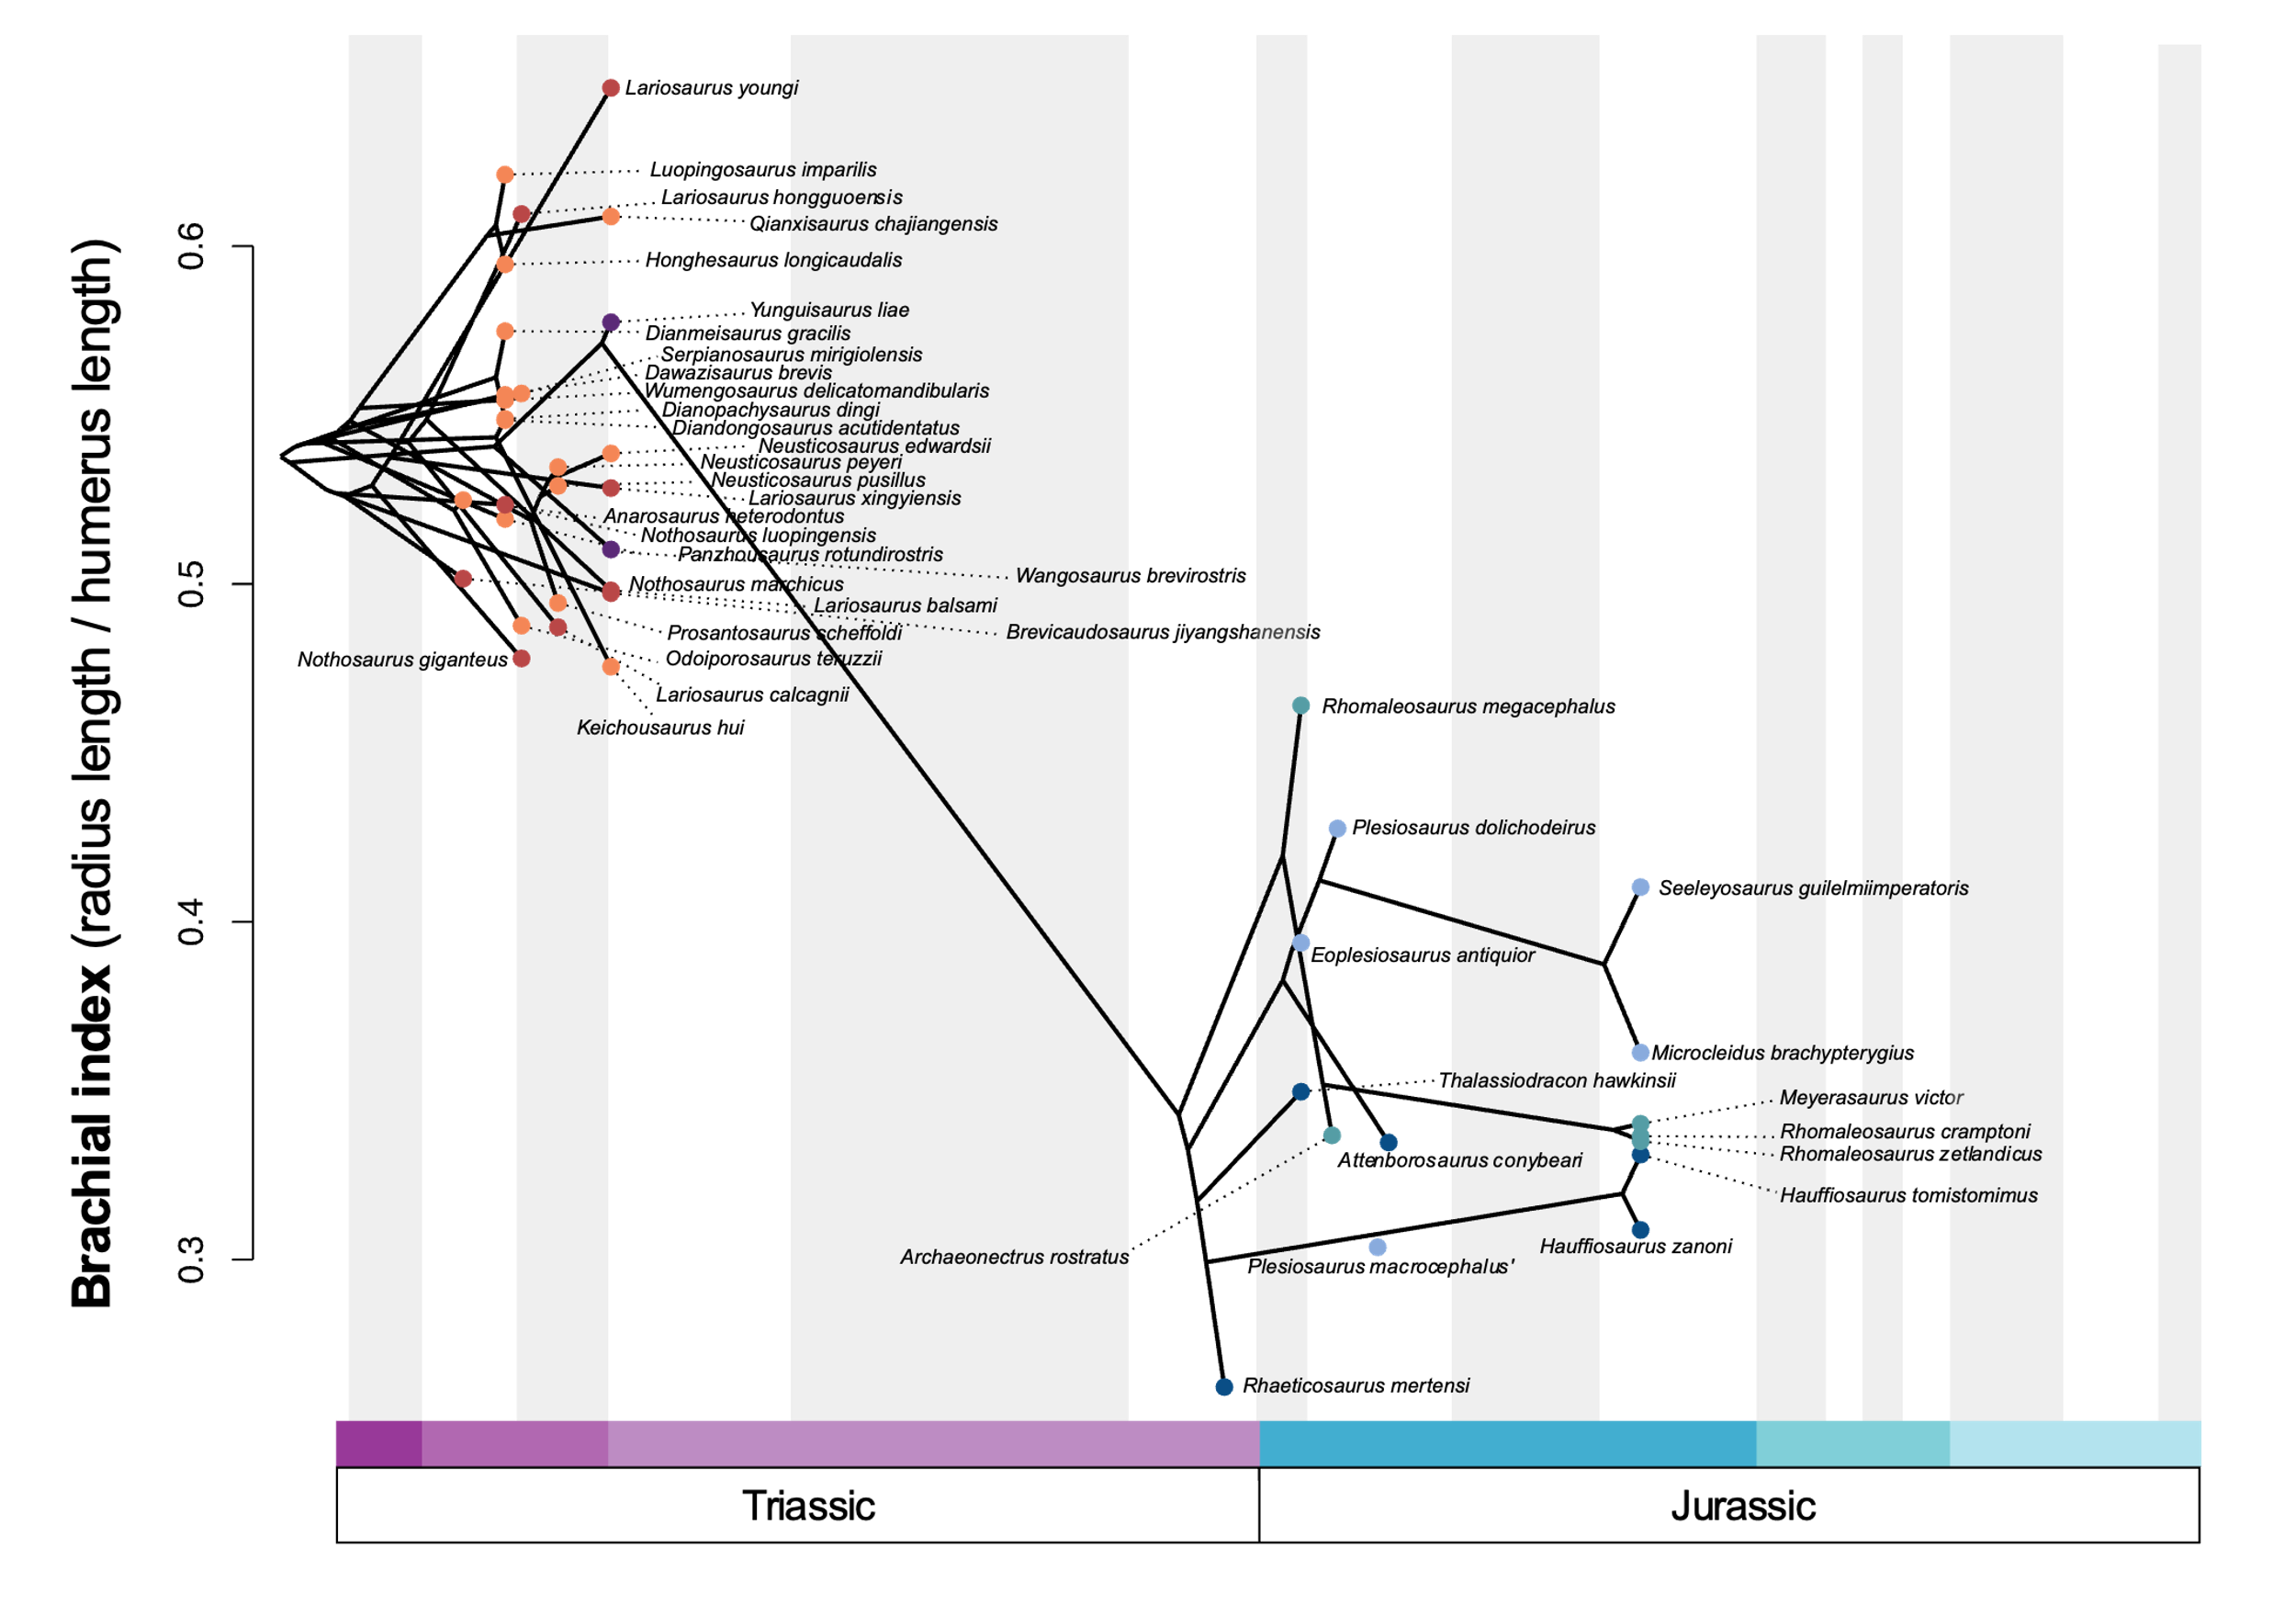 Lariosaurus youngi
Luopingosaurus imparilis
Lariosaurus hongguoensis
Qianxisaurus chajiangensis
0.6
Honghesaurus longicaudalis
Yunguisaurus liae
Dianmeisaurus gracilis
Serpianosaurus mirigiolensis
Dawazisaurus brevis
Wumengosaurus delicatomandibularis
Dianopachysaurus dingi
Diandongosaurus acutidentatus
Neusticosaurus edwardsii
Neusticosaurus peyeri
Neusticosaurus pusillus
Lariosaurus xingyiensis
Anarosaurus heterodontus
Nothosaurus luopingensis
Panzhousaurus rotundirostris
Wangosaurus brevirostris
0.5
Nothosaurus marchicus
Lariosaurus balsami
Brevicaudosaurus jiyangshanensis
Prosantosaurus scheffoldi
Odoiporosaurus teruzzii
Nothosaurus giganteus
Lariosaurus calcagnii
Keichousaurus hui
Brachial index (radius length / humerus length)
Rhomaleosaurus megacephalus
Plesiosaurus dolichodeirus
Seeleyosaurus guilelmiimperatoris
0.4
Eoplesiosaurus antiquior
Microcleidus brachypterygius
Thalassiodracon hawkinsii
Meyerasaurus victor
Rhomaleosaurus cramptoni
Rhomaleosaurus zetlandicus
Attenborosaurus conybeari
Hauffiosaurus tomistomimus
Hauffiosaurus zanoni
Archaeonectrus rostratus
0.3
Plesiosaurus macrocephalus'
Rhaeticosaurus mertensi
Triassic
Jurassic